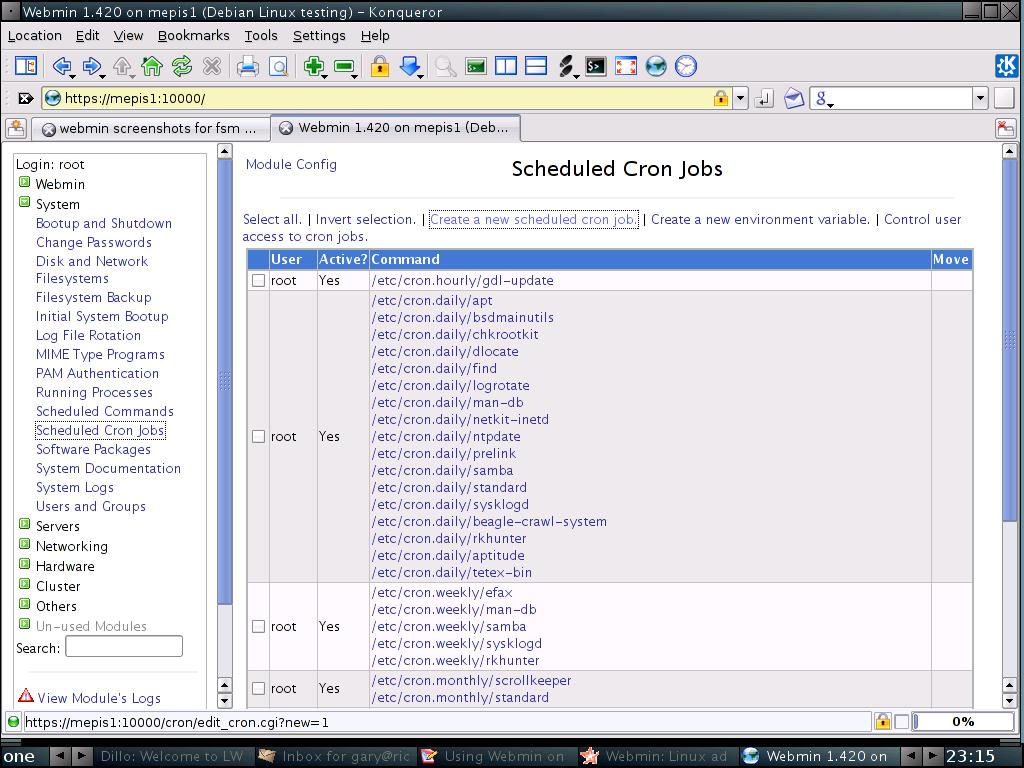 Webmin 1.420 on mepis1 (Debian Linux testing) - Konqueror
Location Edit View Bookmarks Tools Settings Help
https://mepis1:10000/
webmin screenshots for fsm ...
Webmin 1.420 on mepis1 (Deb...
Login: root
Webmin
System
Bootup and Shutdown
Change Passwords
Disk and Network
Filesystems
Filesystem Backup
Initial System Bootup
Log File Rotation
MIME Type Programs
PAM Authentication
Running Processes
Scheduled Commands
Scheduled Cron Jobs
Software Packages
System Documentation
System Logs
Users and Groups
Servers
Networking
Hardware
Cluster
Others
Un-used Modules
Search:
View Module's Logs
Module Config
Scheduled Cron Jobs
Select all. | Invert selection. | Create a new scheduled cron job. | Create a new environment variable. | Control user
access to cron jobs.
User Active? Command Move
root Yes /etc/cron.hourly/gdl-update
root Yes
/etc/cron.daily/apt
/etc/cron.daily/bsdmainutils
/etc/cron.daily/chkrootkit
/etc/cron.daily/dlocate
/etc/cron.daily/find
/etc/cron.daily/logrotate
/etc/cron.daily/man-db
/etc/cron.daily/netkit-inetd
/etc/cron.daily/ntpdate
/etc/cron.daily/prelink
/etc/cron.daily/samba
/etc/cron.daily/standard
/etc/cron.daily/sysklogd
/etc/cron.daily/beagle-crawl-system
/etc/cron.daily/rkhunter
/etc/cron.daily/aptitude
/etc/cron.daily/tetex-bin
root Yes
/etc/cron.weekly/efax
/etc/cron.weekly/man-db
/etc/cron.weekly/samba
/etc/cron.weekly/sysklogd
/etc/cron.weekly/rkhunter
root Yes
/etc/cron.monthly/scrollkeeper
/etc/cron.monthly/standard
https://mepis1:10000/cron/edit_cron.cgi?new=1
0%
one
Dillo: Welcome to LW
Inbox for gary@ric
Using Webmin on
Webmin: Linux ad
Webmin 1.420 on
23:15